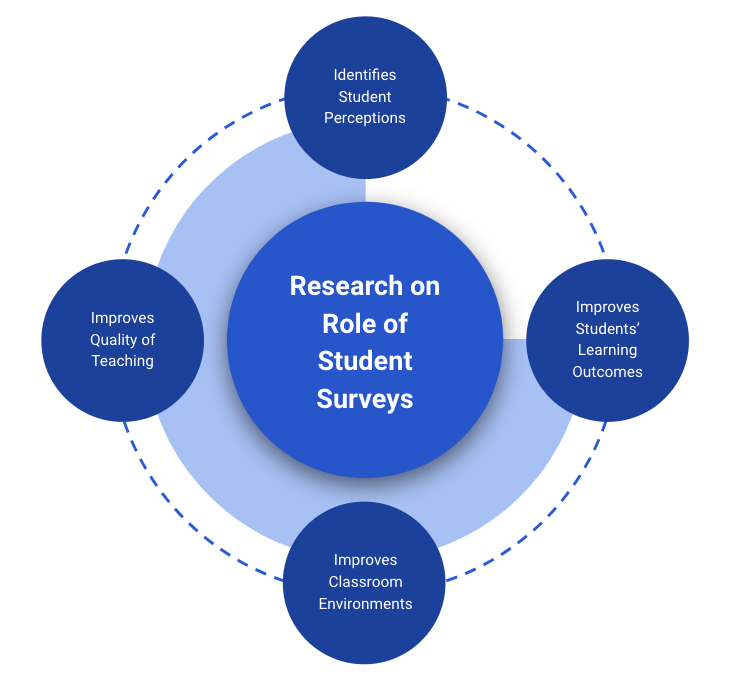 Identifies
Student
Perceptions
Research on
Role of
Student
Surveys
Improves
Quality of
Teaching
Improves
Students’
Learning
Outcomes
Improves
Classroom
Environments